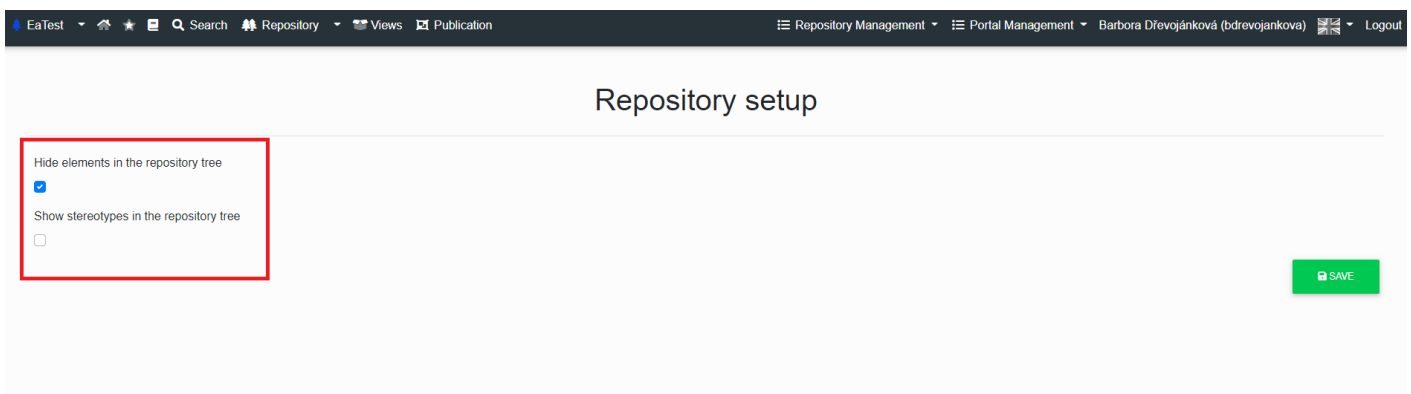 EaTest Search Repository Views Publication Repository Management Portal Management Barbora Dřevojánková (bdrevojankova) Logout
Repository setup
Hide elements in the repository tree
Show stereotypes in the repository tree
SAVE